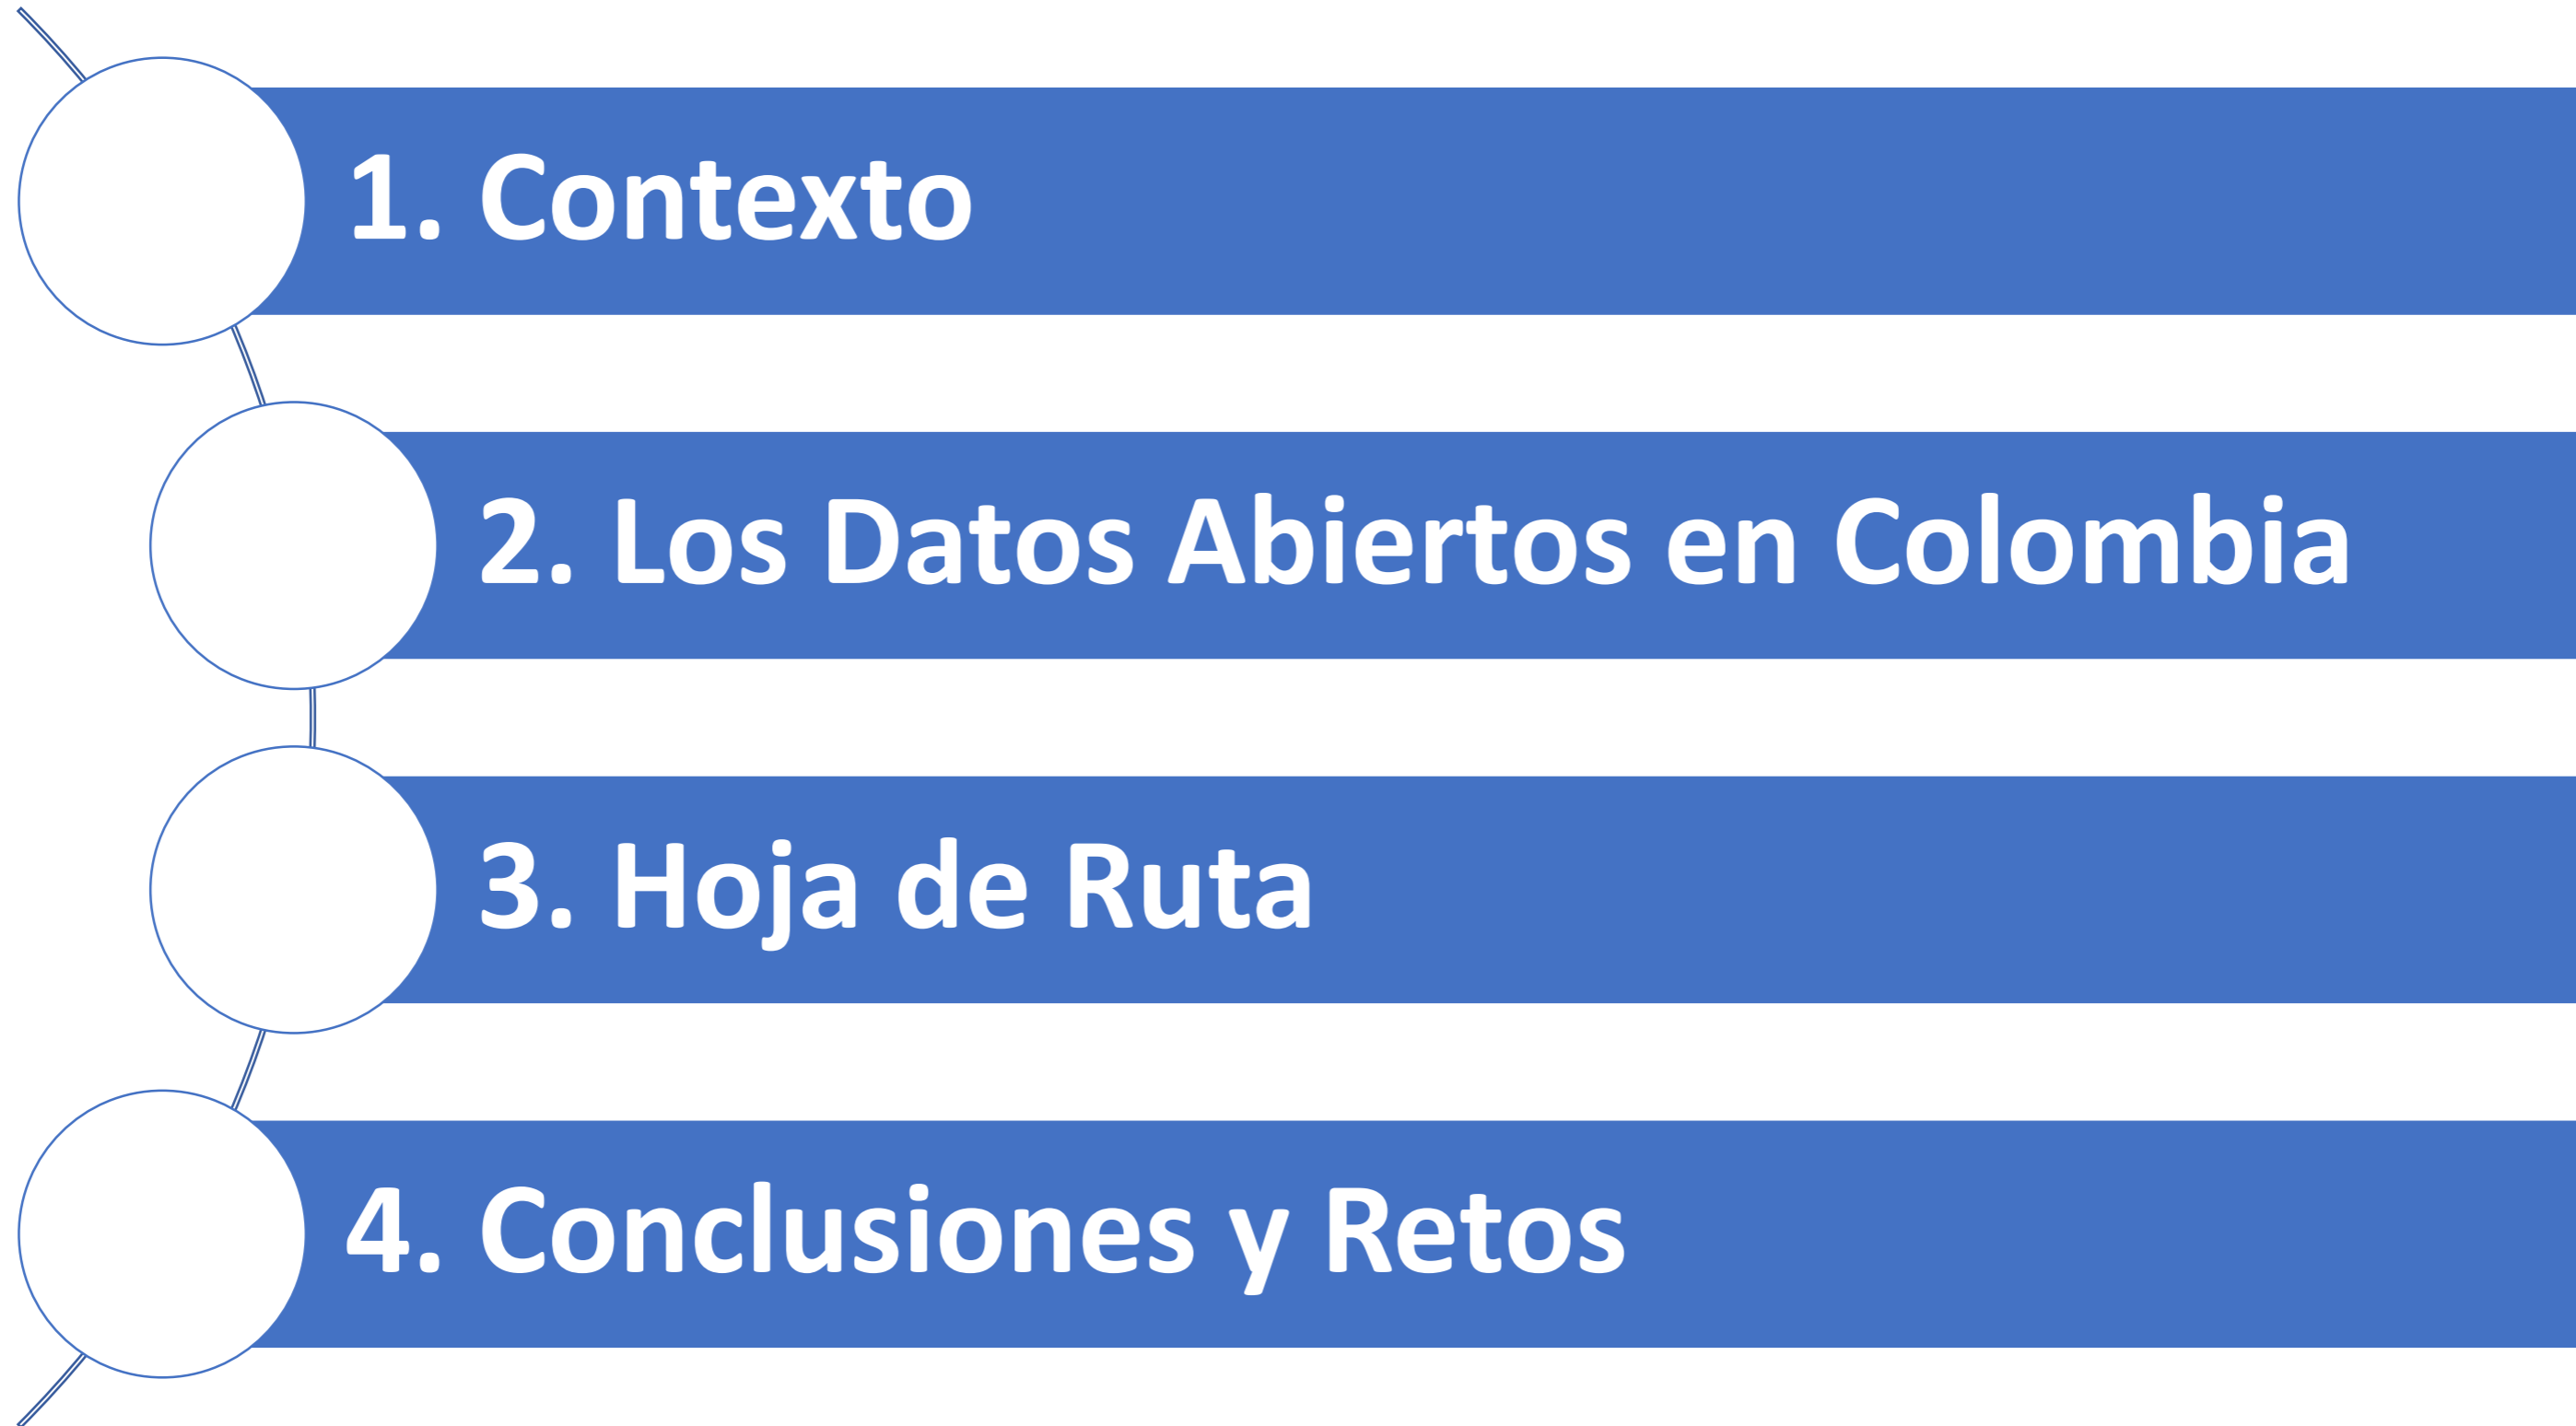 1. Contexto
2. Los Datos Abiertos en Colombia
3. Hoja de Ruta
4. Conclusiones y Retos